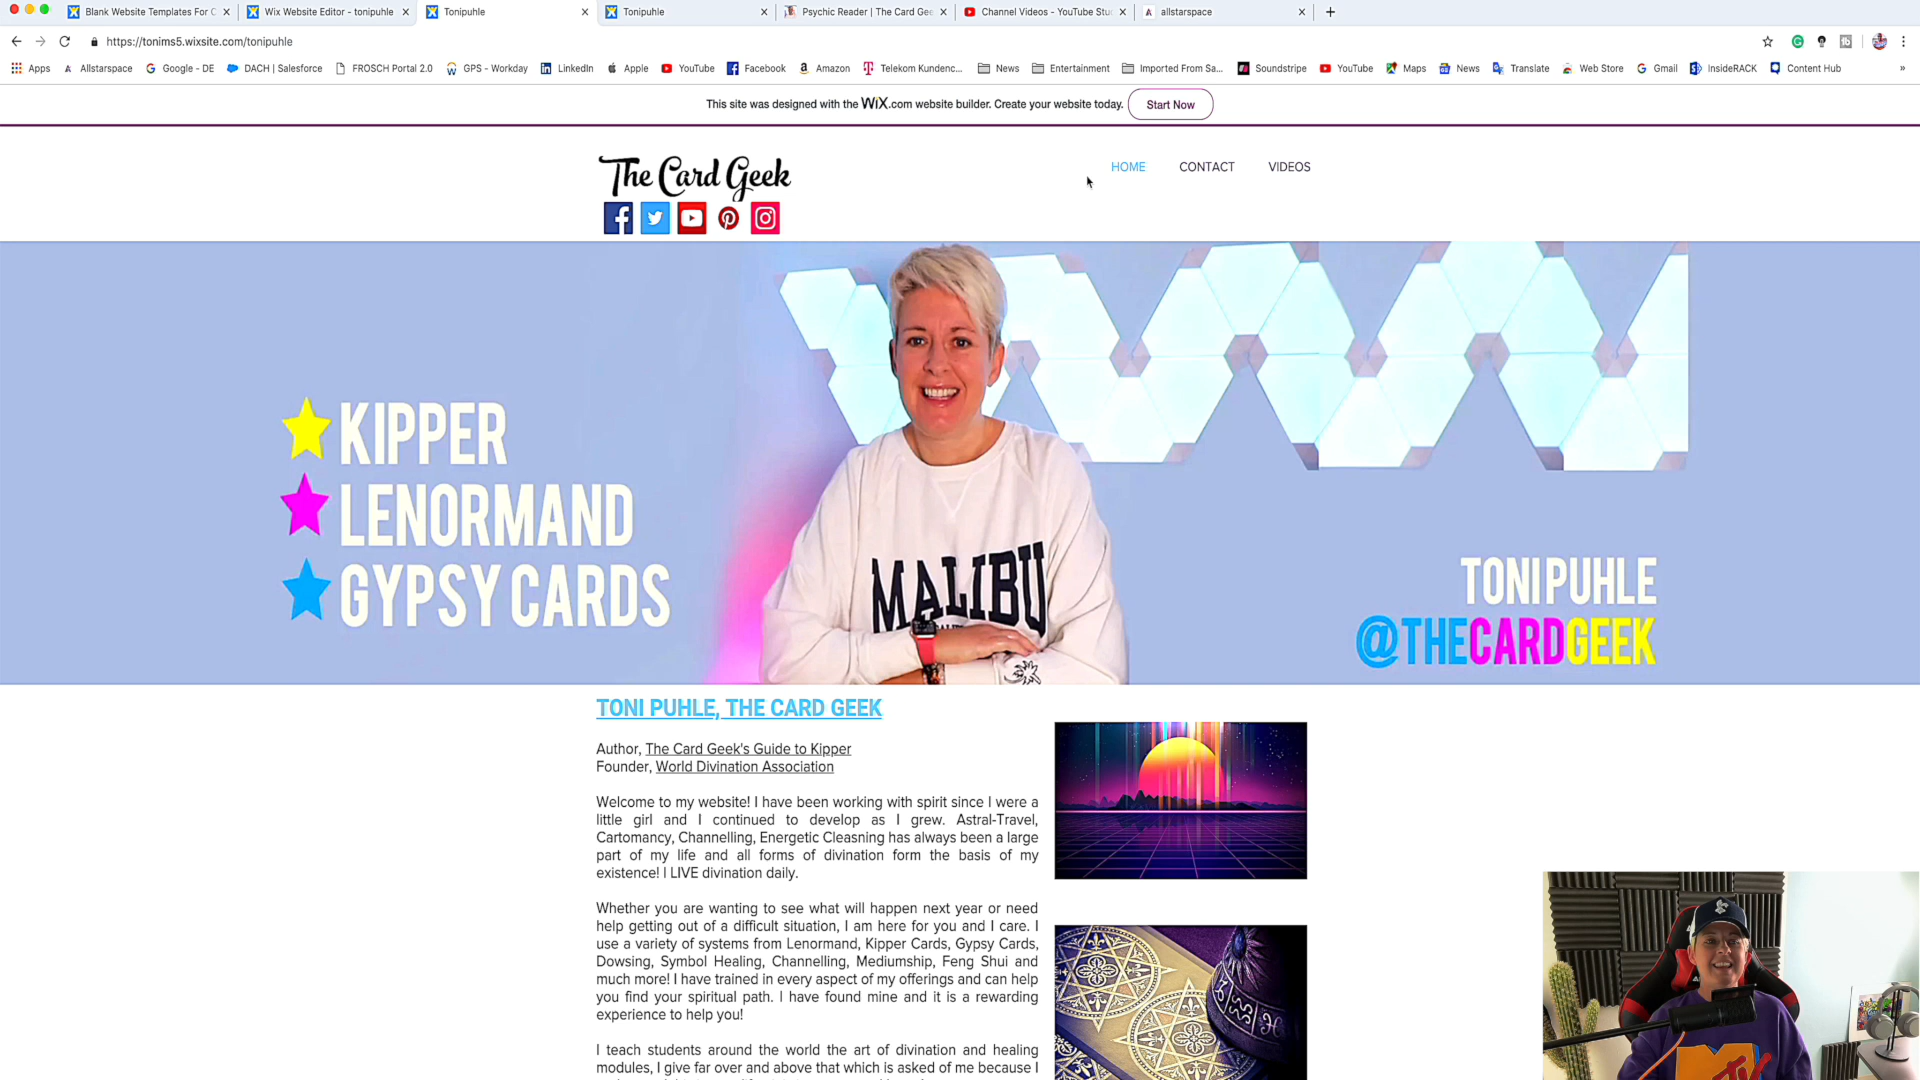 Blank Website Templates For C
Wix Website Editor - tonipuhle
Tonipuhle
Tonipuhle
Psychic Reader | The Card Gee
Channel Videos - YouTube Stu
allstarspace
https://tonims5.wixsite.com/tonipuhle
Apps
Allstarspace
Google - DE
DACH | Salesforce
FROSCH Portal 2.0
GPS - Workday
LinkedIn
Apple
YouTube
Facebook
Amazon
Telekom Kundenc...
News
Entertainment
Imported From Sa...
Soundstripe
YouTube
Maps
News
Translate
Web Store
Gmail
InsideRACK
Content Hub
This site was designed with the WiX.com website builder. Create your website today.
Start Now
The Card Geek
HOME
CONTACT
VIDEOS
KIPPER
LENORMAND
GYPSY CARDS
MALIBU
TONI PUHLE
@THECARDGEEK
TONI PUHLE, THE CARD GEEK
Author, The Card Geek's Guide to Kipper
Founder, World Divination Association
Welcome to my website! I have been working with spirit since I were a
little girl and I continued to develop as I grew. Astral-Travel,
Cartomancy, Channelling, Energetic Cleasning has always been a large
part of my life and all forms of divination form the basis of my
existence! I LIVE divination daily.
Whether you are wanting to see what will happen next year or need
help getting out of a difficult situation, I am here for you and I care. I
use a variety of systems from Lenormand, Kipper Cards, Gypsy Cards,
Dowsing, Symbol Healing, Channelling, Mediumship, Feng Shui and
much more! I have trained in every aspect of my offerings and can help
you find your spiritual path. I have found mine and it is a rewarding
experience to help you!
I teach students around the world the art of divination and healing
modules, I give far over and above that which is asked of me because I